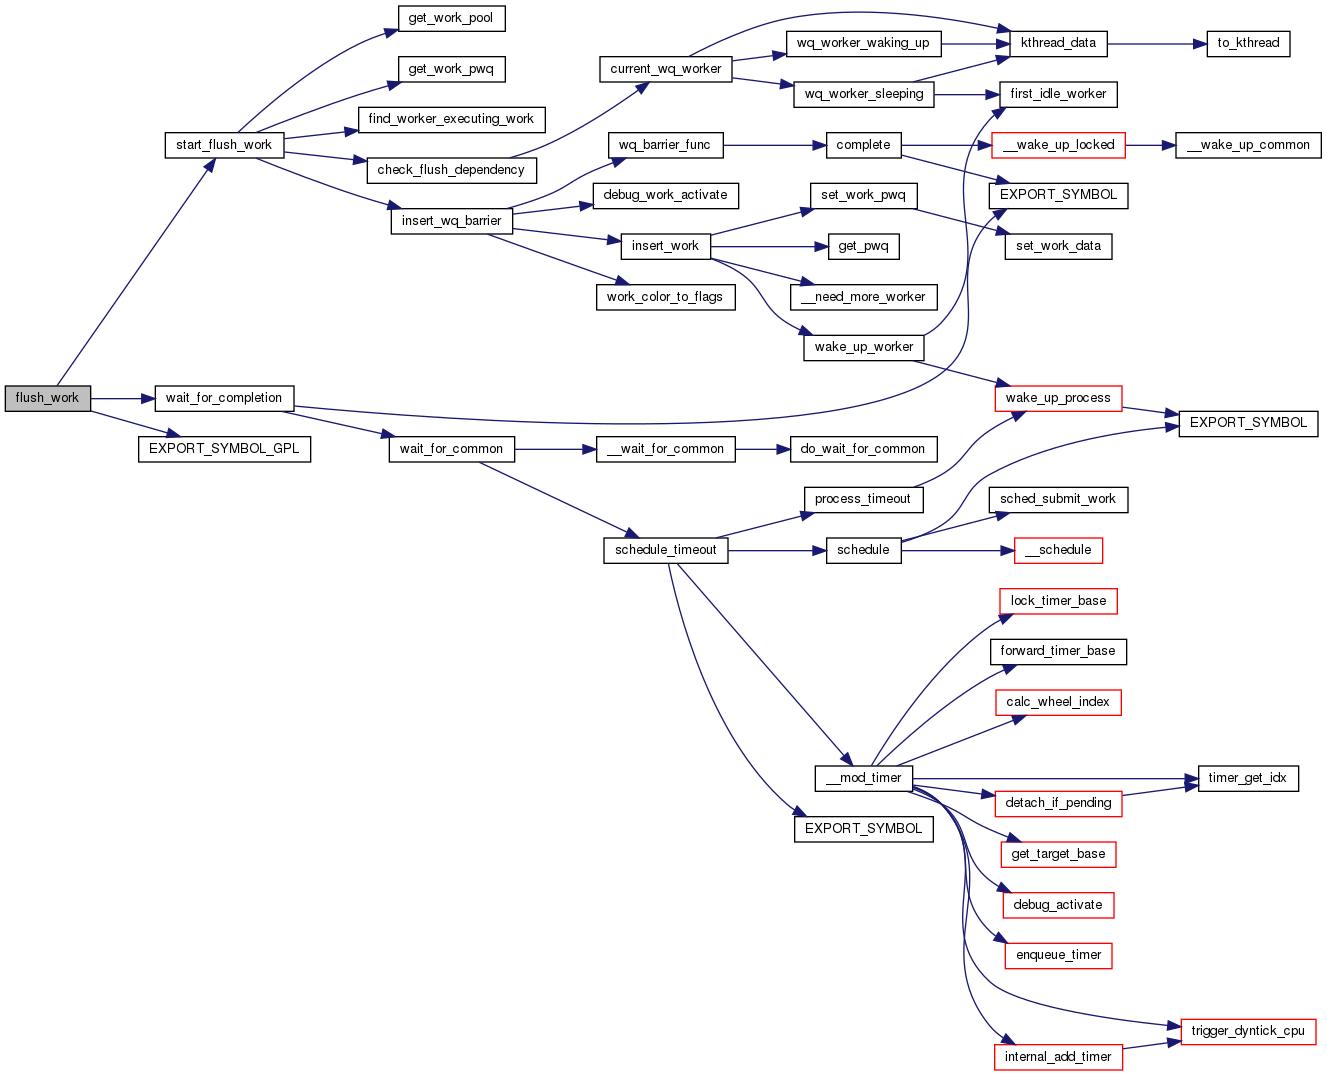 get_work_pool
get_work_pwq
find_worker_executing_work
start_flush_work
check_flush_dependency
insert_wq_barrier
current_wq_worker
wq_worker_waking_up
wq_worker_sleeping
kthread_data
to_kthread
first_idle_worker
wq_barrier_func
complete
__wake_up_locked
__wake_up_common
debug_work_activate
set_work_pwq
EXPORT_SYMBOL
insert_work
get_pwq
set_work_data
work_color_to_flags
__need_more_worker
wake_up_worker
flush_work
wait_for_completion
wake_up_process
EXPORT_SYMBOL
EXPORT_SYMBOL_GPL
wait_for_common
__wait_for_common
do_wait_for_common
process_timeout
sched_submit_work
schedule_timeout
schedule
__schedule
lock_timer_base
forward_timer_base
calc_wheel_index
__mod_timer
timer_get_idx
detach_if_pending
EXPORT_SYMBOL
get_target_base
debug_activate
enqueue_timer
trigger_dyntick_cpu
internal_add_timer